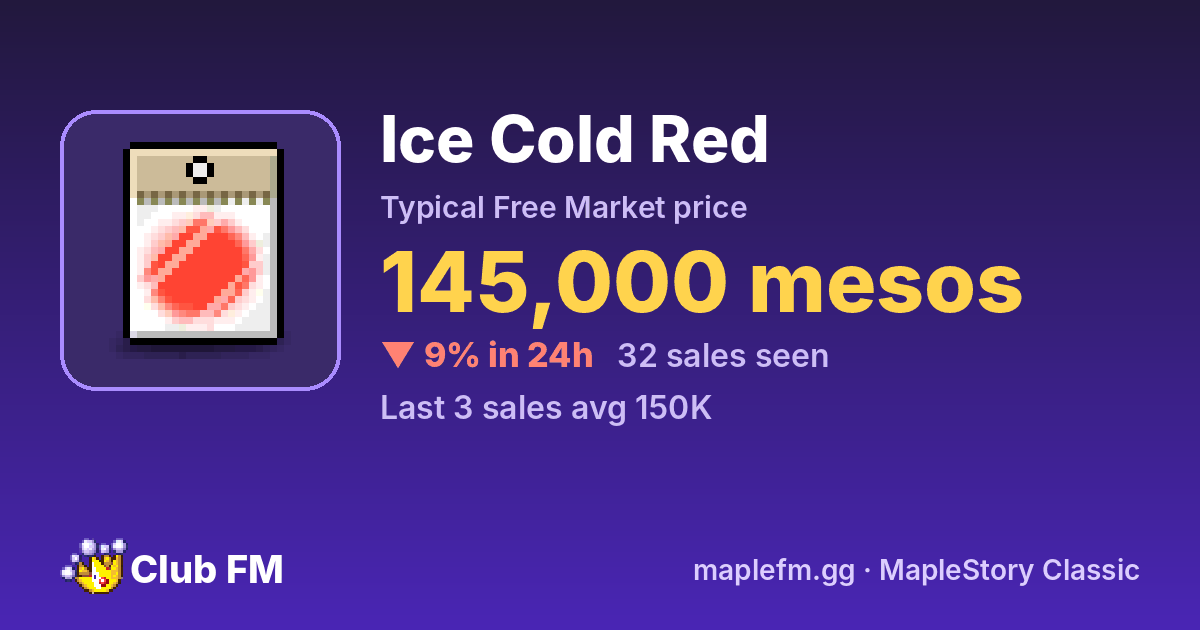 Ice Cold Red
Typical Free Market price
145,000 mesos
▼ 9% in 24h 32 sales seen
Last 3 sales avg 150K
Club FM
maplefm.gg · MapleStory Classic